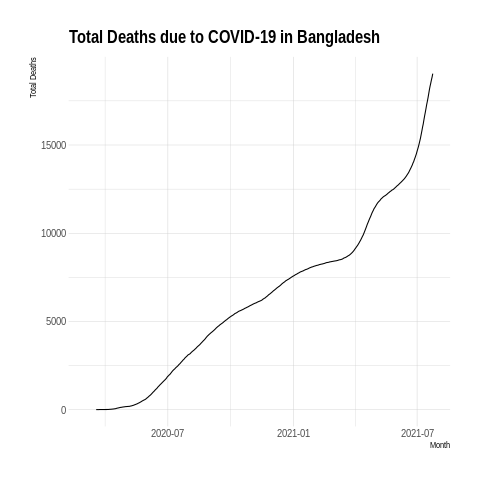 Total Deaths due to COVID-19 in Bangladesh
Total Deaths
15000
10000
5000
0
2020-07
2021-01
2021-07
Month